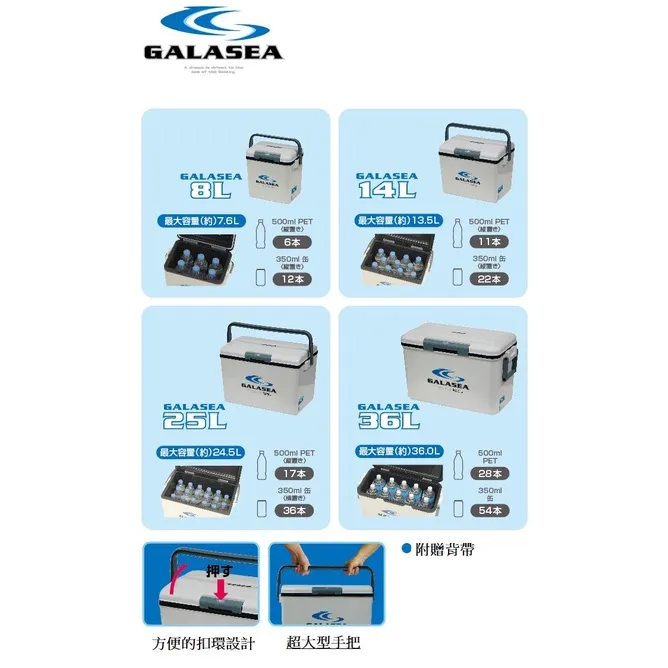 GALASEA
GALASEA
8L
最大容量(約)7.6L
500ml PET
〈縦置き〉
6本
350ml 缶
〈縦置き〉
12本
GALASEA
14L
最大容量(約)13.5L
500ml PET
〈縦置き〉
11本
350ml 缶
〈縦置き〉
22本
GALASEA
25L
最大容量(約)24.5L
500ml PET
〈縦置き〉
17本
350ml 缶
〈横置き〉
36本
GALASEA
36L
最大容量(約)36.0L
500ml
PET
28本
350ml
缶
54本
押す
●附贈背帶
方便的扣環設計
超大型手把
GALASEA
GALASEA
GALASEA
GALASEA